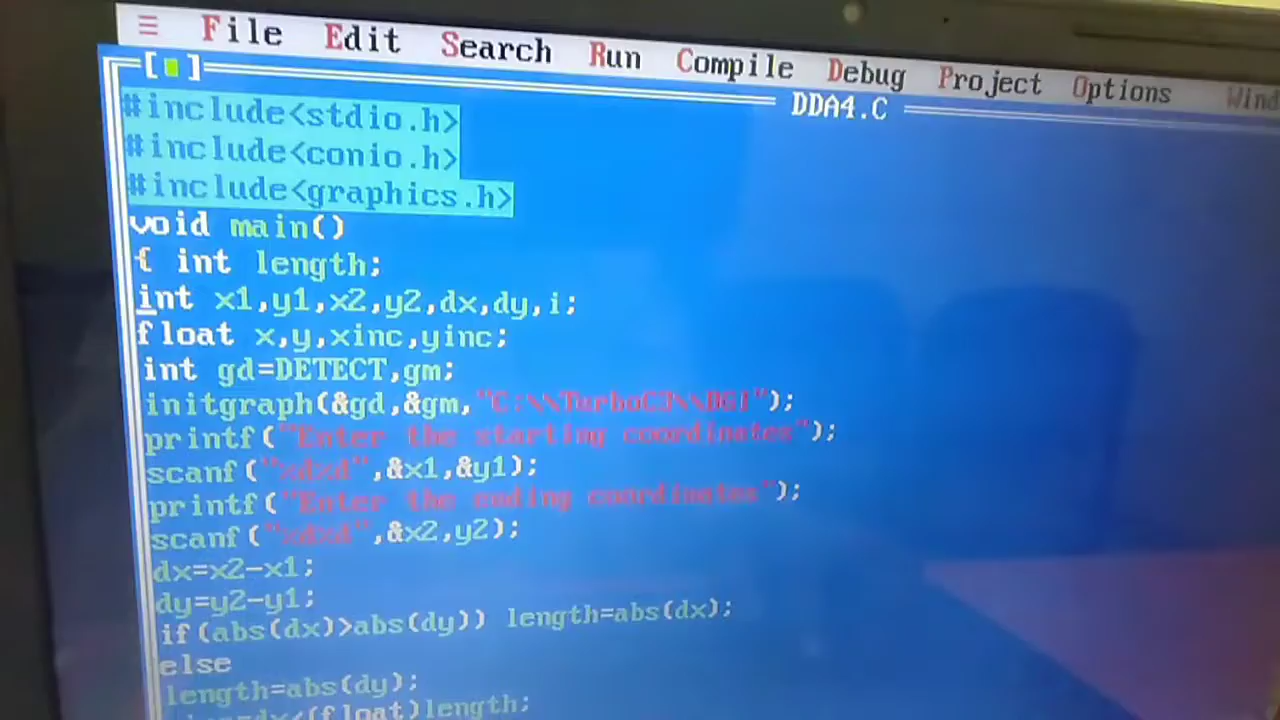 ≡ File Edit Search Run Compile Debug Project Options Wind
[■] DDA4.C
#include<stdio.h>
#include<conio.h>
#include<graphics.h>
void main()
{ int length;
int x1,y1,x2,y2,dx,dy,i;
float x,y,xinc,yinc;
int gd=DETECT,gm;
initgraph(&gd,&gm,"C:\\TurboC3\\BGI");
printf("Enter the starting coordinates");
scanf("%d%d",&x1,&y1);
printf("Enter the ending coordinates");
scanf("%d%d",&x2,y2);
dx=x2-x1;
dy=y2-y1;
if(abs(dx)>abs(dy)) length=abs(dx);
else
length=abs(dy);
(float)length;